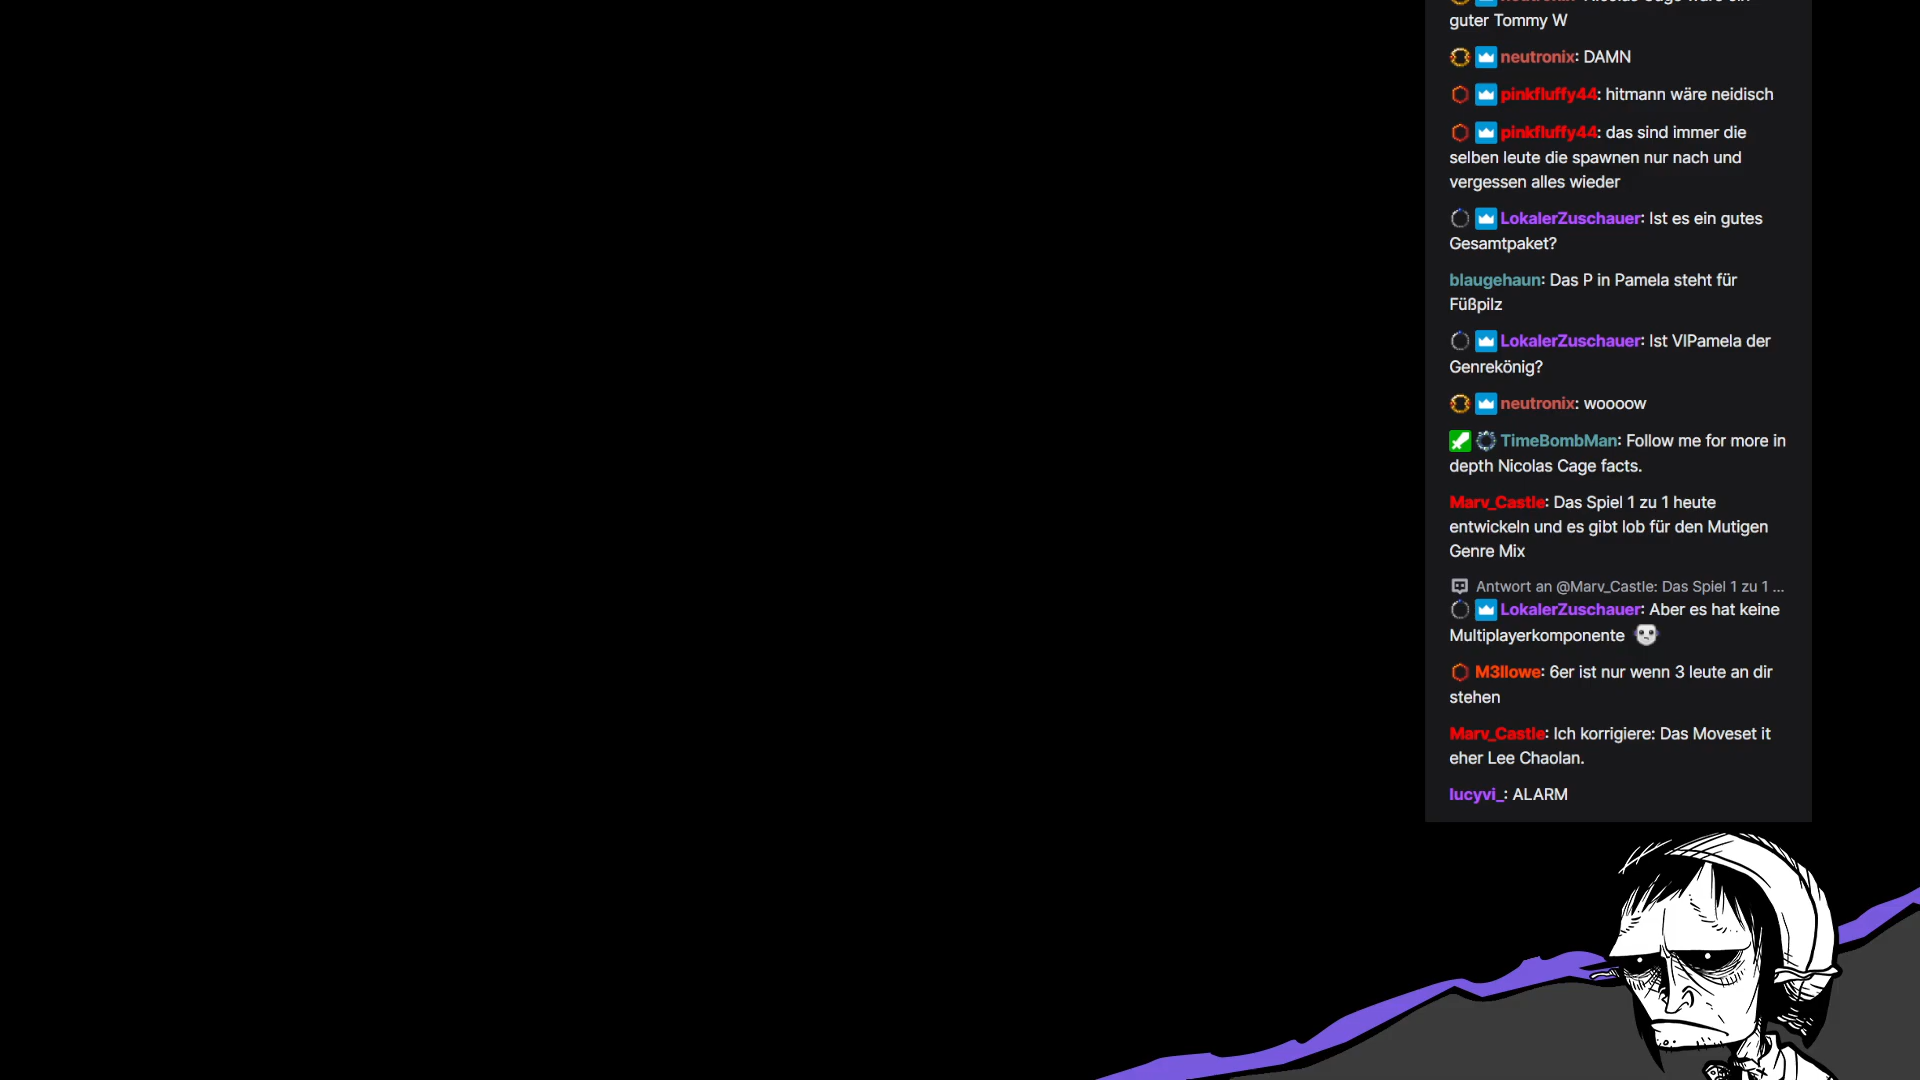 guter Tommy W
neutronix: DAMN
pinkfluffy44: hitmann wäre neidisch
pinkfluffy44: das sind immer die
selben leute die spawnen nur nach und
vergessen alles wieder
LokalerZuschauer: Ist es ein gutes
Gesamtpaket?
blaugehaun: Das P in Pamela steht für
Füßpilz
LokalerZuschauer: Ist VIPamela der
Genrekönig?
neutronix: woooow
TimeBombMan: Follow me for more in
depth Nicolas Cage facts.
Marv_Castle: Das Spiel 1 zu 1 heute
entwickeln und es gibt lob für den Mutigen
Genre Mix
Antwort an @Marv_Castle: Das Spiel 1 zu 1 ...
LokalerZuschauer: Aber es hat keine
Multiplayerkomponente
M3llowe: 6er ist nur wenn 3 leute an dir
stehen
Marv_Castle: Ich korrigiere: Das Moveset it
eher Lee Chaolan.
lucyvi_: ALARM